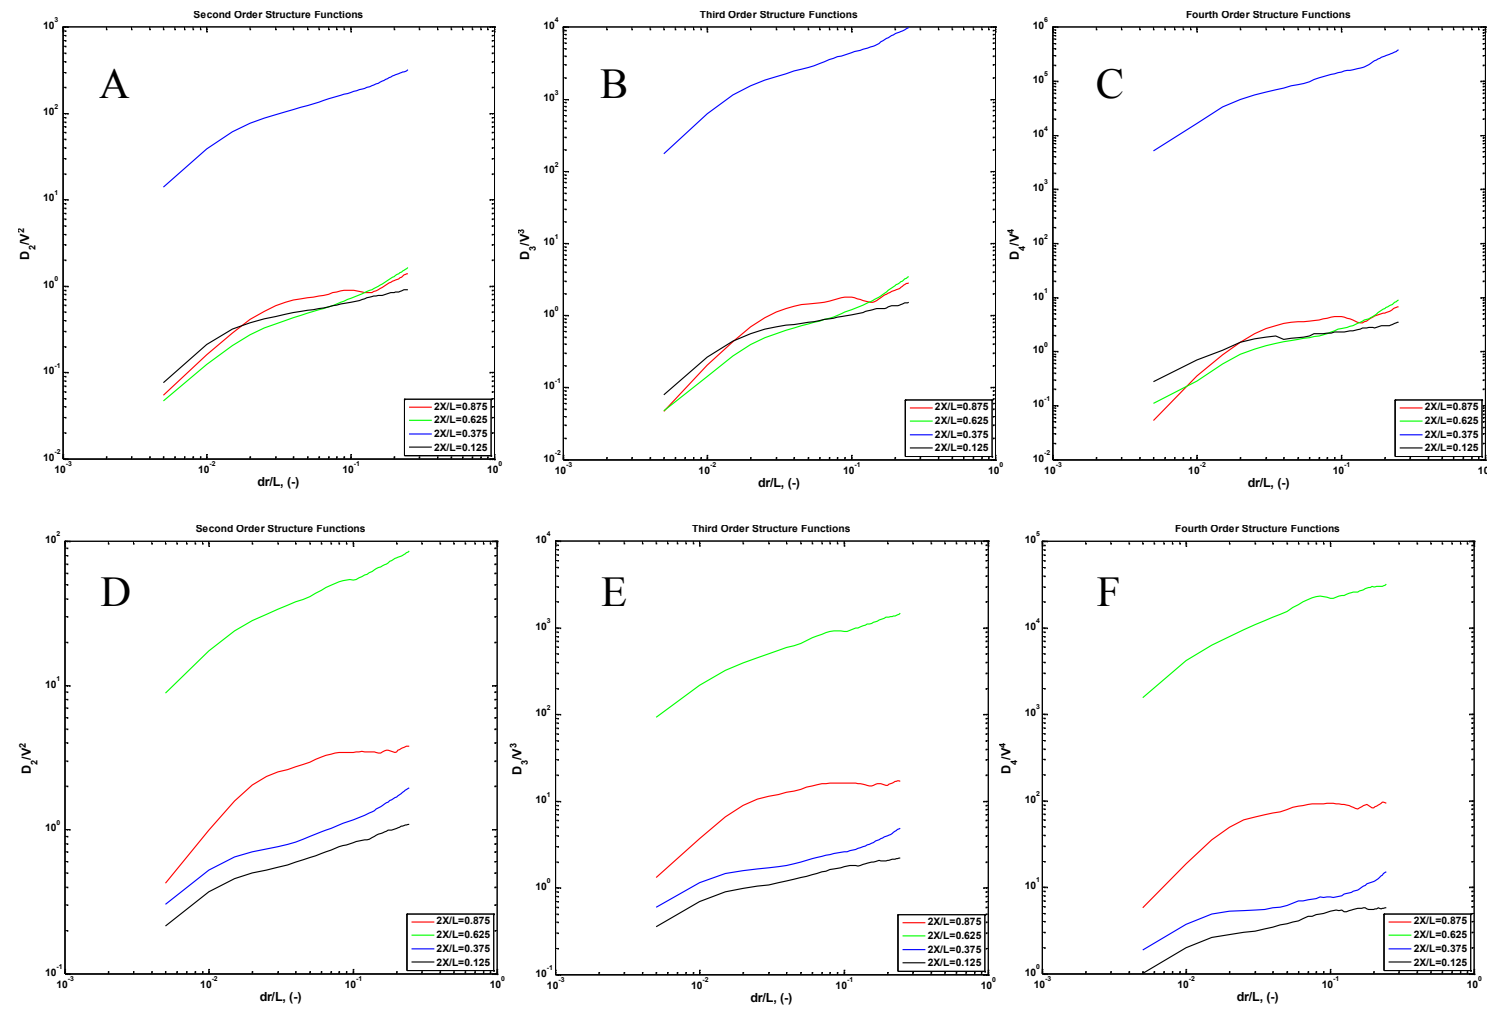 Second Order Structure Functions
A
10^3
10^2
10^1
10^0
10^-1
10^-2
D2/V^2
10^-3
10^-2
10^-1
10^0
dr/L, (-)
2X/L=0.875
2X/L=0.625
2X/L=0.375
2X/L=0.125
Third Order Structure Functions
B
10^4
10^3
10^2
10^1
10^0
10^-1
10^-2
D3/V^3
10^-3
10^-2
10^-1
10^0
dr/L, (-)
2X/L=0.875
2X/L=0.625
2X/L=0.375
2X/L=0.125
Fourth Order Structure Functions
C
10^6
10^5
10^4
10^3
10^2
10^1
10^0
10^-1
10^-2
D4/V^4
10^-3
10^-2
10^-1
10^0
dr/L, (-)
2X/L=0.875
2X/L=0.625
2X/L=0.375
2X/L=0.125
Second Order Structure Functions
D
10^2
10^1
10^0
10^-1
D2/V^2
10^-3
10^-2
10^-1
10^0
dr/L, (-)
2X/L=0.875
2X/L=0.625
2X/L=0.375
2X/L=0.125
Third Order Structure Functions
E
10^4
10^3
10^2
10^1
10^0
10^-1
D3/V^3
10^-3
10^-2
10^-1
10^0
dr/L, (-)
2X/L=0.875
2X/L=0.625
2X/L=0.375
2X/L=0.125
Fourth Order Structure Functions
F
10^5
10^4
10^3
10^2
10^1
10^0
D4/V^4
10^-3
10^-2
10^-1
10^0
dr/L, (-)
2X/L=0.875
2X/L=0.625
2X/L=0.375
2X/L=0.125